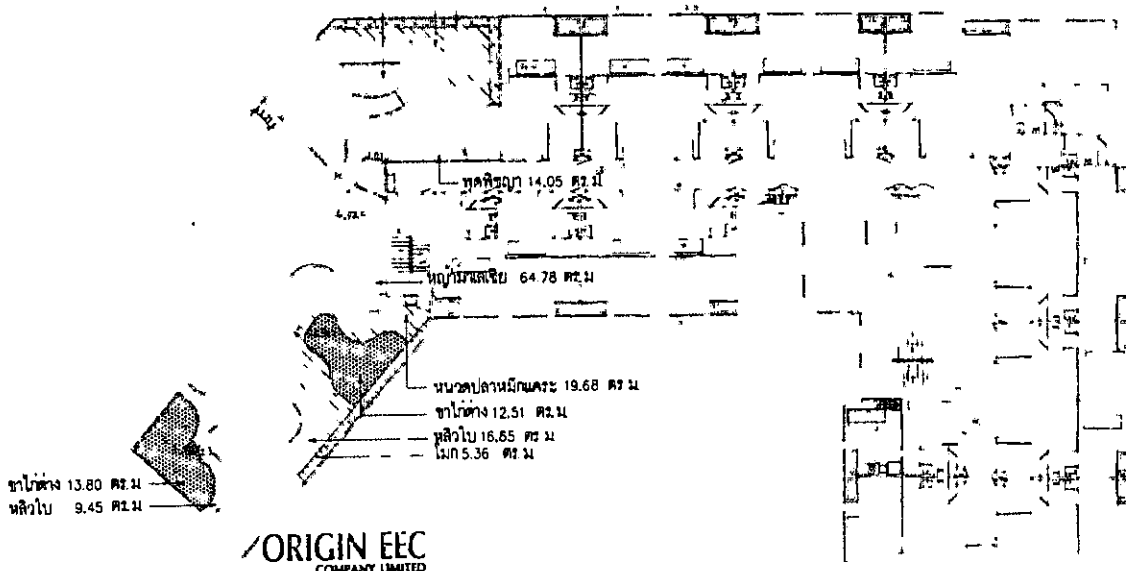 พุดพิชญา 14.05 ตร.ม
หญ้ามาเลเซีย 64.78 ตร.ม
หนวดปลาหมึกแคระ 19.68 ตร.ม
ขาไก่ด่าง 12.51 ตร.ม
หลิวใบ 16.65 ตร.ม
โมก 5.36 ตร.ม
ขาไก่ด่าง 13.80 ตร.ม
หลิวใบ 9.45 ตร.ม
ORIGIN EEC
COMPANY LIMITED